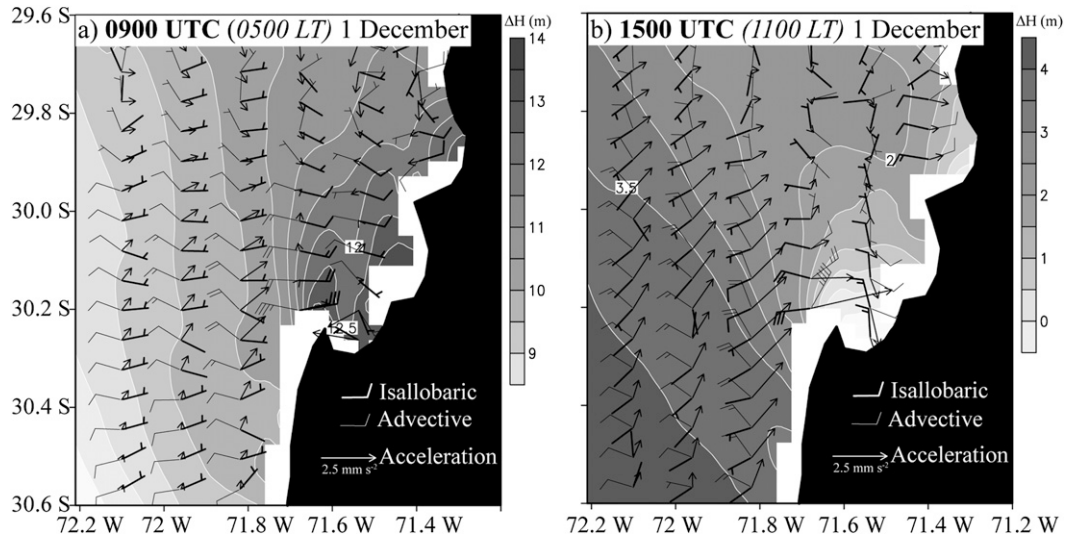 a) 0900 UTC (0500 LT) 1 December
ΔH (m)
29.6 S
29.8 S
30.0 S
30.2 S
30.4 S
30.6 S
12
12.5
Isallobaric
Advective
Acceleration
2.5 mm s⁻²
14
13
12
11
10
9
72.2 W
72 W
71.8 W
71.6 W
71.4 W
b) 1500 UTC (1100 LT) 1 December
ΔH (m)
3.5
2
Isallobaric
Advective
Acceleration
2.5 mm s⁻²
4
3
2
1
0
72.2 W
72 W
71.8 W
71.6 W
71.4 W
71.2 W